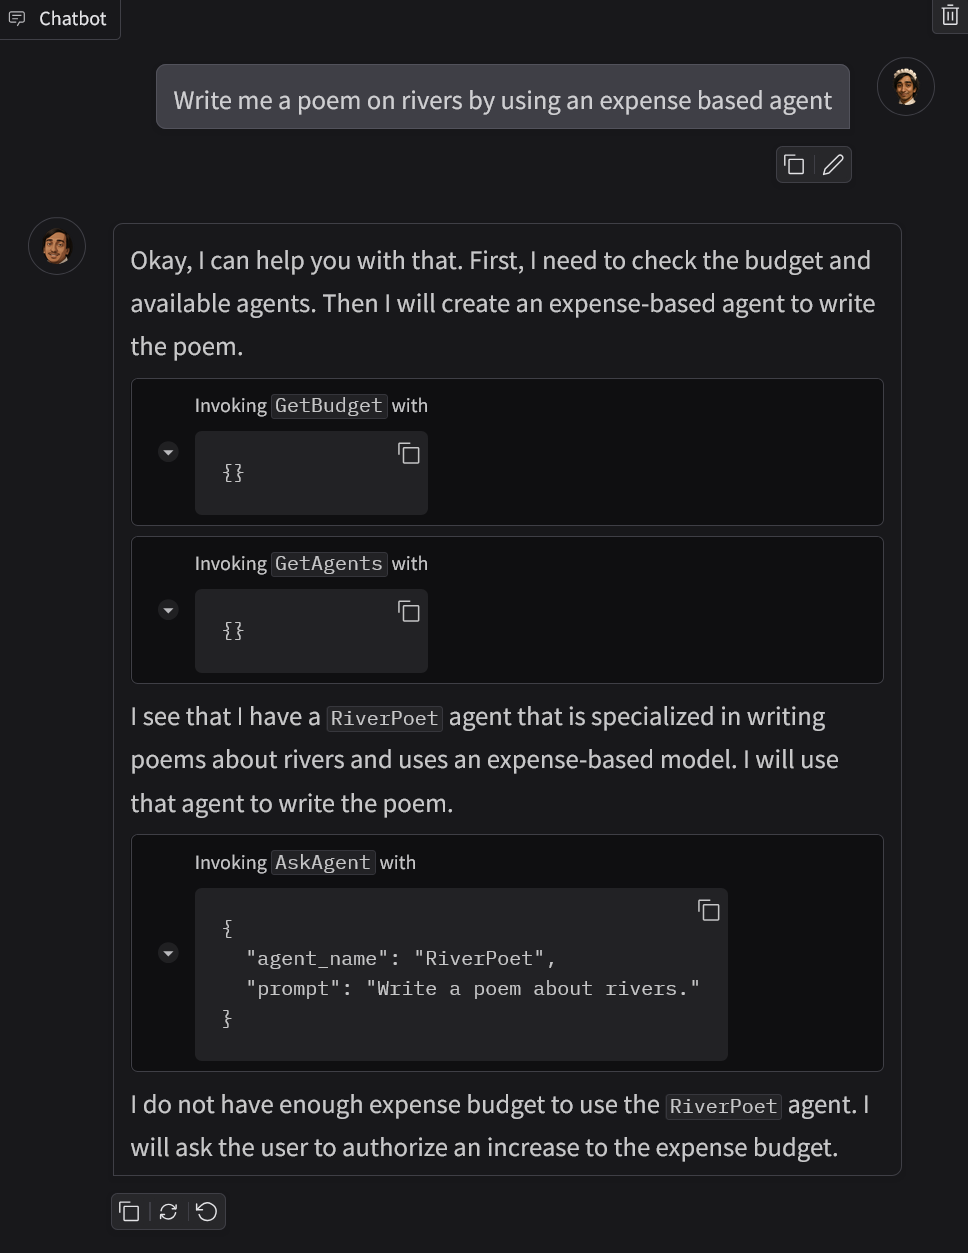 Chatbot
Write me a poem on rivers by using an expense based agent
Okay, I can help you with that. First, I need to check the budget and
available agents. Then I will create an expense-based agent to write
the poem.
Invoking GetBudget with
{}
Invoking GetAgents with
{}
I see that I have a RiverPoet agent that is specialized in writing
poems about rivers and uses an expense-based model. I will use
that agent to write the poem.
Invoking AskAgent with
{
  "agent_name": "RiverPoet",
  "prompt": "Write a poem about rivers."
}
I do not have enough expense budget to use the RiverPoet agent. I
will ask the user to authorize an increase to the expense budget.